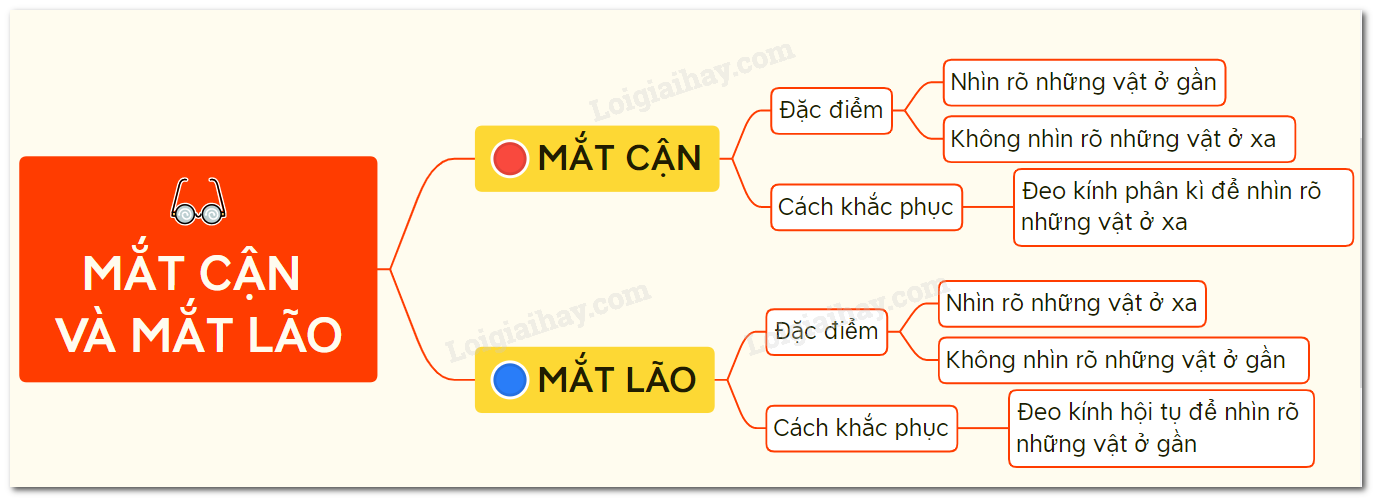 MẮT CẬN
VÀ MẮT LÃO
MẮT CẬN
Đặc điểm
Nhìn rõ những vật ở gần
Không nhìn rõ những vật ở xa
Cách khắc phục
Đeo kính phân kì để nhìn rõ
những vật ở xa
MẮT LÃO
Đặc điểm
Nhìn rõ những vật ở xa
Không nhìn rõ những vật ở gần
Cách khắc phục
Đeo kính hội tụ để nhìn rõ
những vật ở gần
Loigiaihay.com
Loigiaihay.com
Loigiaihay.com